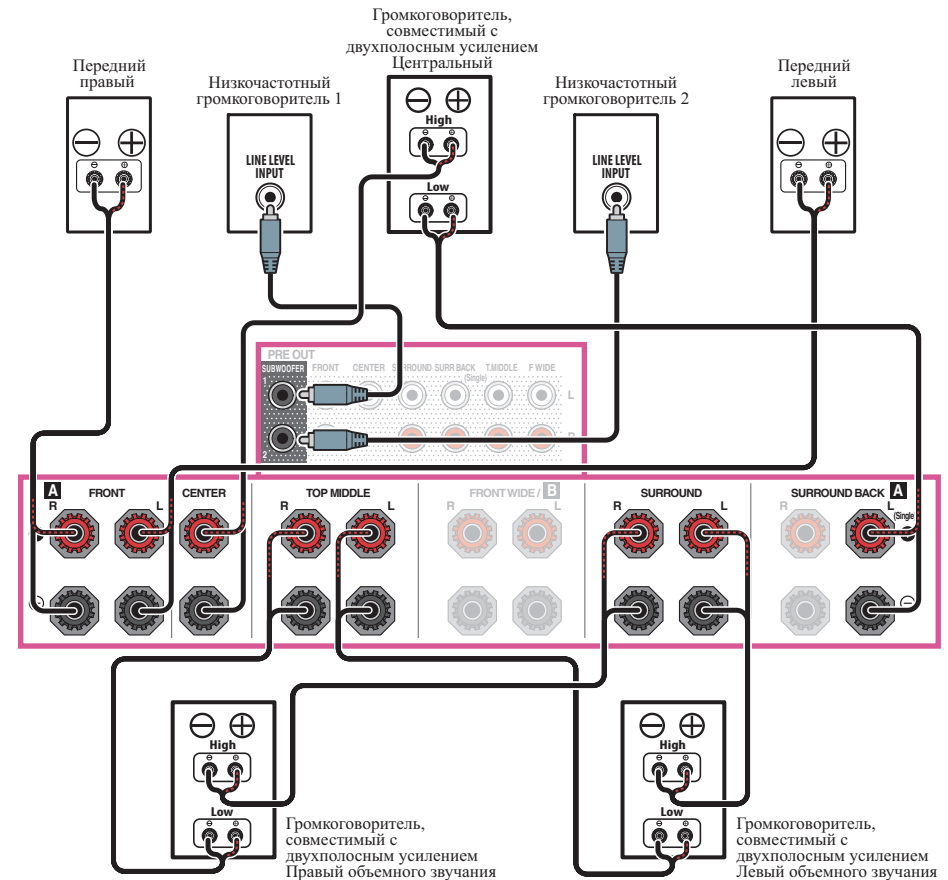 Громкоговоритель,
совместимый с
двухполосным усилением
Центральный
Передний
правый
Низкочастотный
громкоговоритель 1
Низкочастотный
громкоговоритель 2
Передний
левый
High
Low
LINE LEVEL
INPUT
LINE LEVEL
INPUT
PRE OUT
SUBWOOFER FRONT CENTER SURROUND SURR BACK T.MIDDLE F WIDE
(Single)
1
L
2
R
A FRONT CENTER TOP MIDDLE FRONT WIDE / B SURROUND SURROUND BACK A
R L R L R L R L R L
(Single
High
Low
High
Low
Громкоговоритель,
совместимый с
двухполосным усилением
Правый объемного звучания
Громкоговоритель,
совместимый с
двухполосным усилением
Левый объемного звучания